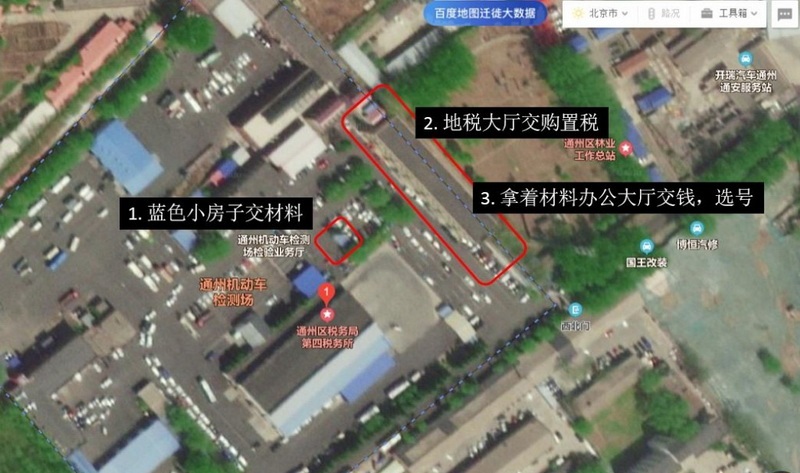 百度地图迁徙大数据
北京市
路况
工具箱
开瑞汽车通州
通安服务站
2. 地税大厅交购置税
通州区林业
工作总站
3. 拿着材料办公大厅交钱，选号
1. 蓝色小房子交材料
通州机动车检测
场检验业务厅
博恒汽修
国王改装
通州机动车
检测场
1
通州区税务局
第四税务所
西北门